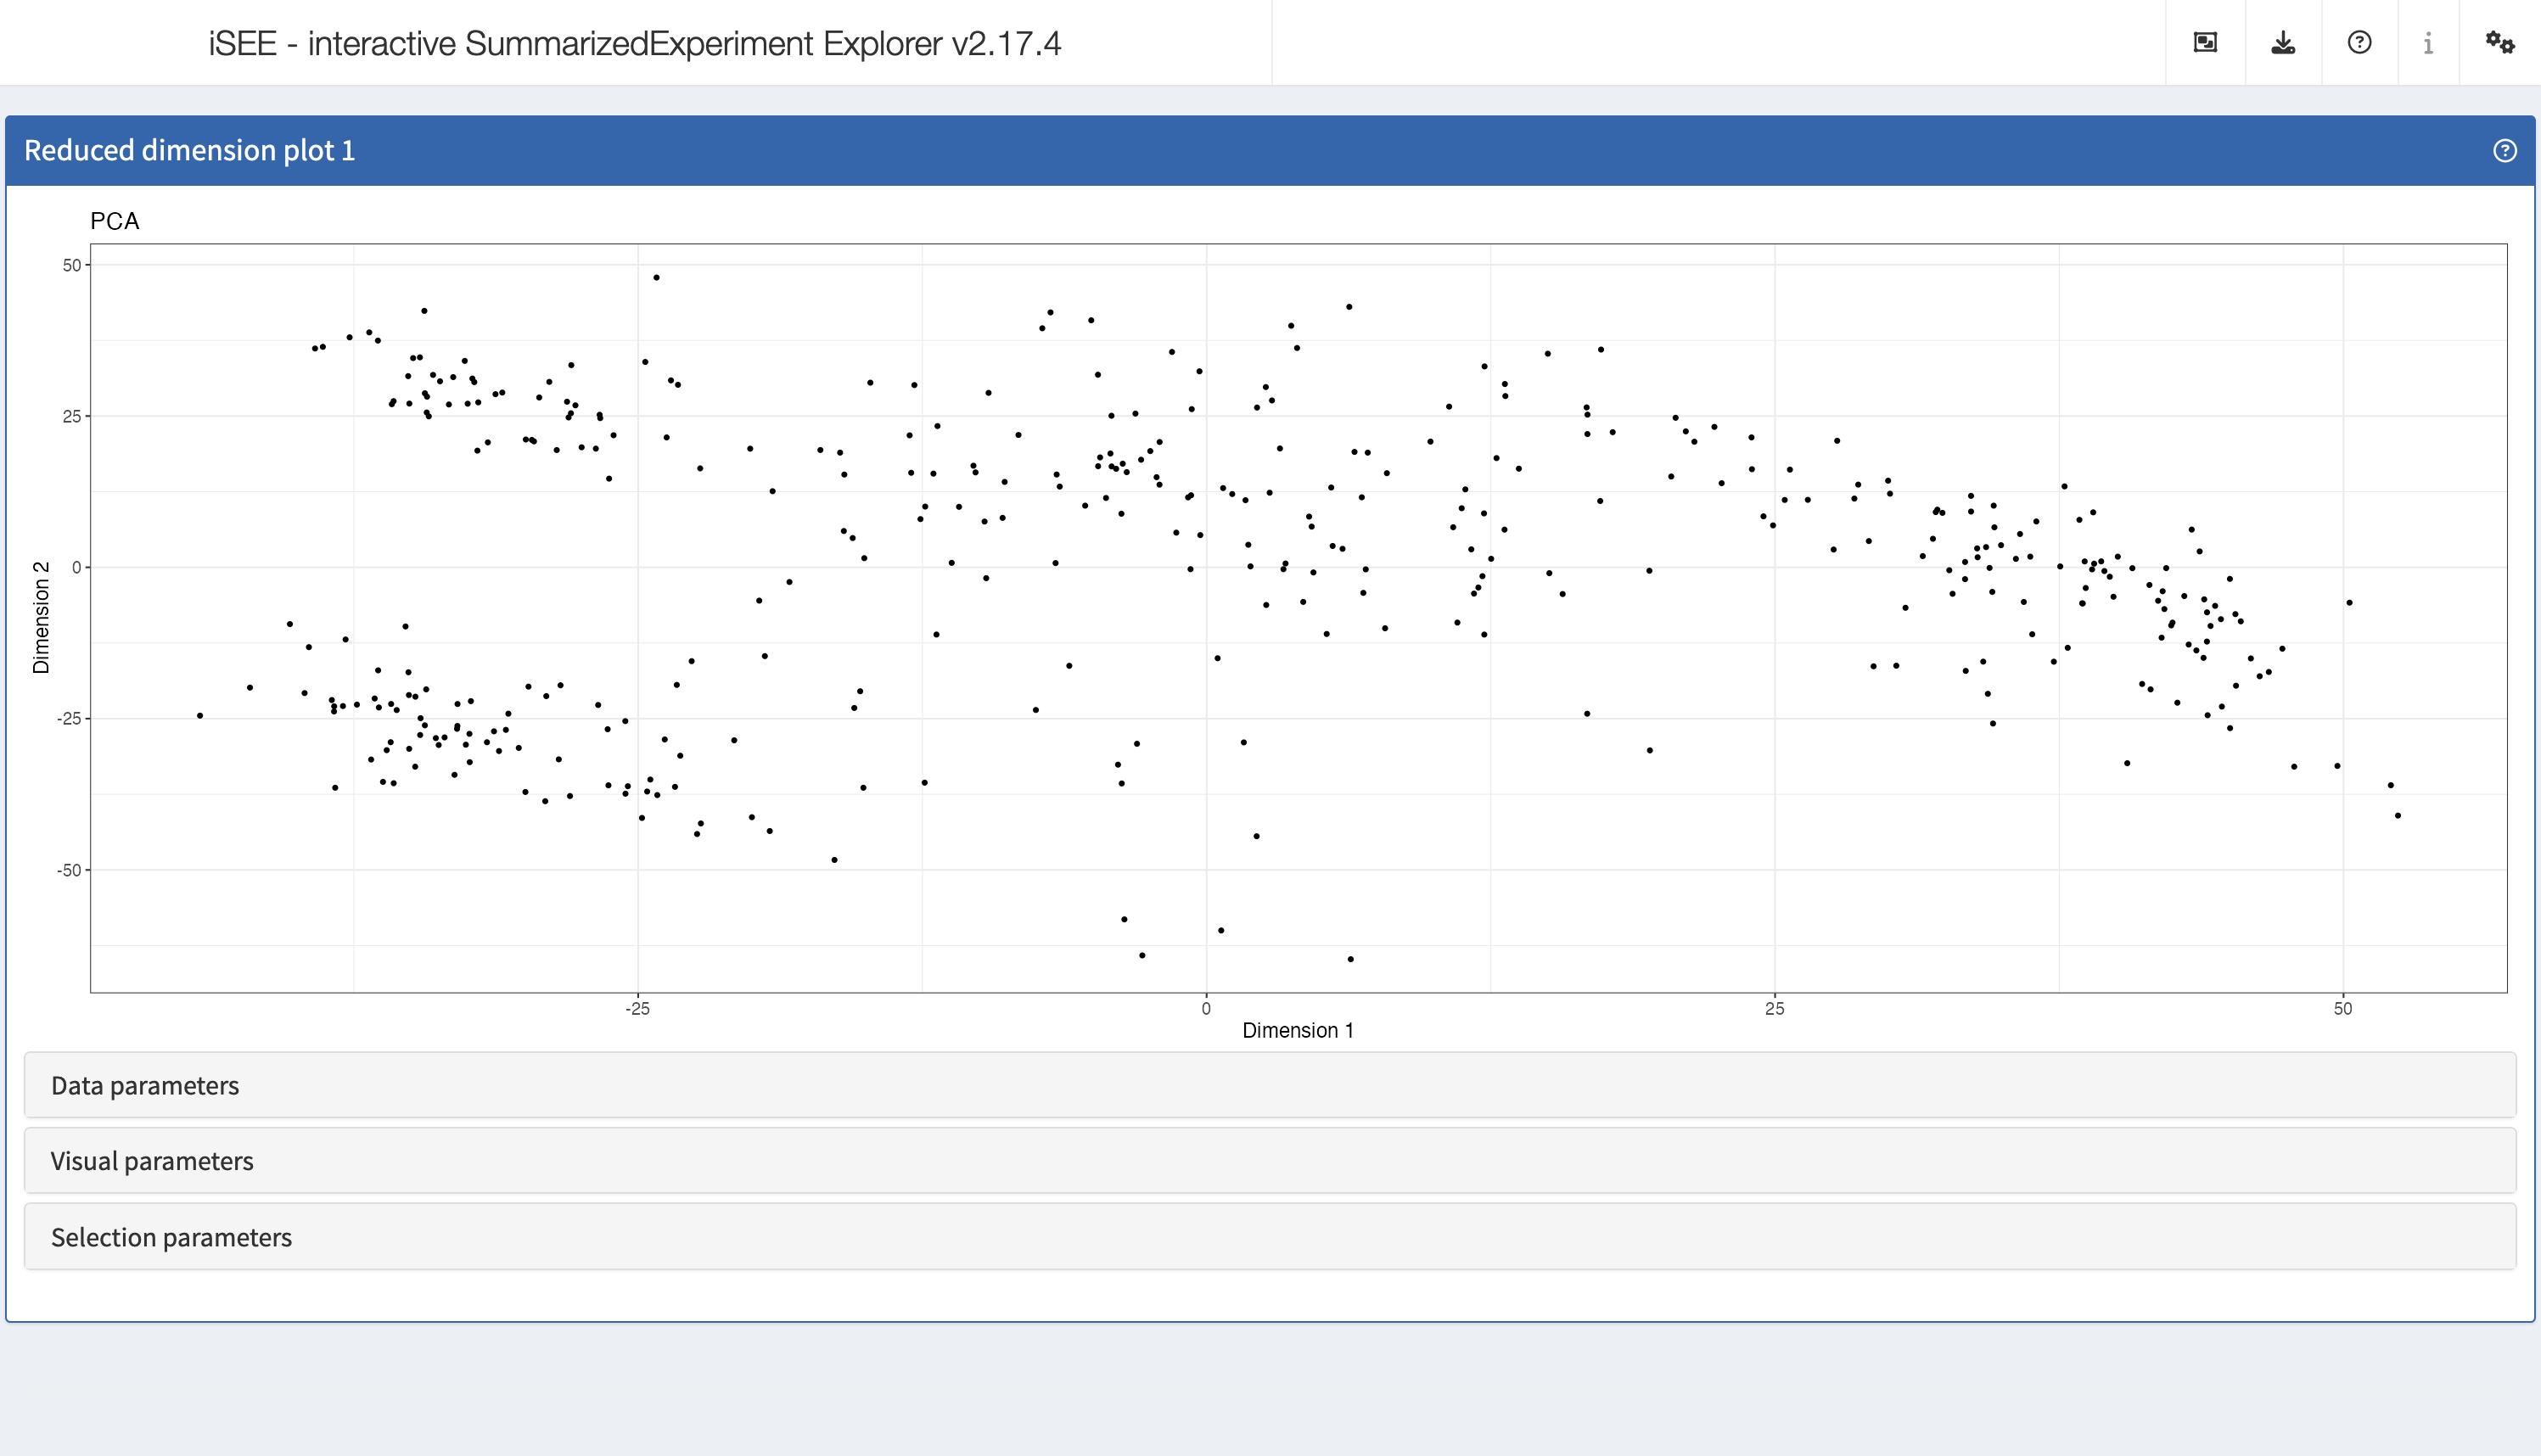 iSEE - interactive SummarizedExperiment Explorer v2.17.4
Reduced dimension plot 1
PCA
50
25
0
-25
-50
Dimension 2
-25 0 25 50
Dimension 1
Data parameters
Visual parameters
Selection parameters